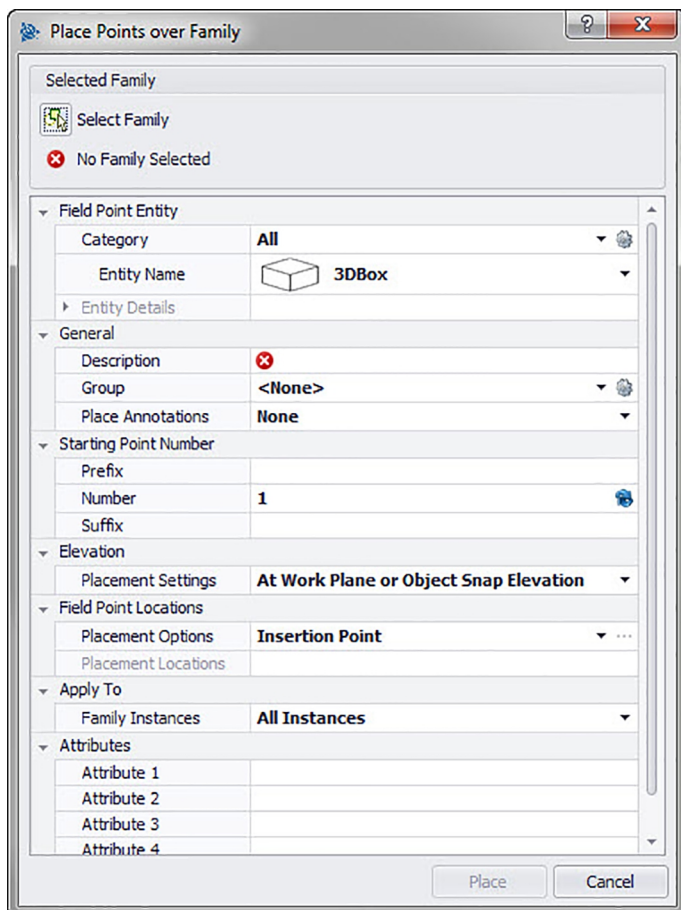 Place Points over Family
?
Selected Family
Select Family
No Family Selected
Field Point Entity
Category All
Entity Name 3DBox
Entity Details
General
Description
Group <None>
Place Annotations None
Starting Point Number
Prefix
Number 1
Suffix
Elevation
Placement Settings At Work Plane or Object Snap Elevation
Field Point Locations
Placement Options Insertion Point ...
Placement Locations
Apply To
Family Instances All Instances
Attributes
Attribute 1
Attribute 2
Attribute 3
Attribute 4
Place Cancel